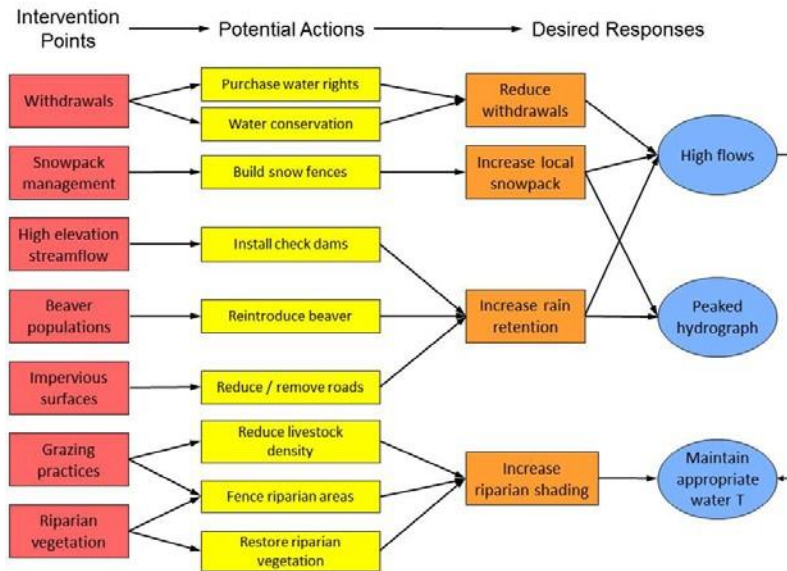 Intervention
Points
Potential Actions
Desired Responses
Withdrawals
Purchase water rights
Water conservation
Reduce
withdrawals
High flows
Snowpack
management
Build snow fences
Increase local
snowpack
High elevation
streamflow
Install check dams
Beaver
populations
Reintroduce beaver
Increase rain
retention
Peaked
hydrograph
Impervious
surfaces
Reduce / remove roads
Grazing
practices
Reduce livestock
density
Fence riparian areas
Increase
riparian shading
Maintain
appropriate
water T
Riparian
vegetation
Restore riparian
vegetation